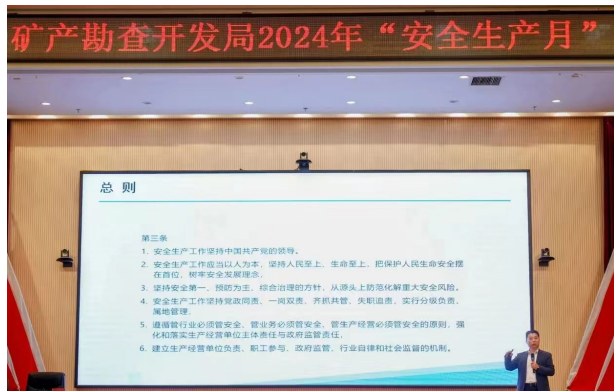 矿产勘查开发局2024年“安全生产月”
总 则
第三条
1. 安全生产工作坚持中国共产党的领导。
2. 安全生产工作应当以人为本，坚持人民至上、生命至上，把保护人民生命安全摆
在首位，树牢安全发展理念。
3. 坚持安全第一、预防为主、综合治理的方针，从源头上防范化解重大安全风险。
4. 安全生产工作坚持党政同责、一岗双责、齐抓共管、失职追责，实行分级负责、
属地管理。
5. 遵循管行业必须管安全、管业务必须管安全、管生产经营必须管安全的原则，强
化和落实生产经营单位主体责任与政府监管责任。
6. 建立生产经营单位负责、职工参与、政府监管、行业自律和社会监督的机制。